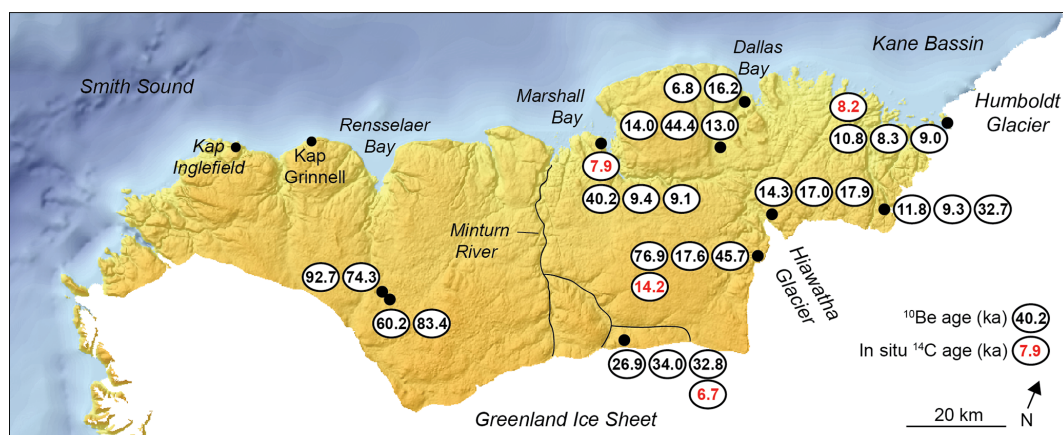 Kane Bassin
Dallas
Bay
Smith Sound
Marshall
Bay
Humboldt
Glacier
Rensselaer
Bay
Kap
Inglefield
Kap
Grinnell
6.8 16.2
14.0 44.4 13.0
8.2
10.8 8.3 9.0
7.9
40.2 9.4 9.1
14.3 17.0 17.9
11.8 9.3 32.7
Minturn
River
76.9 17.6 45.7
14.2
Hiawatha
Glacier
92.7 74.3
60.2 83.4
26.9 34.0 32.8
6.7
Greenland Ice Sheet
¹⁰Be age (ka) 40.2
In situ ¹⁴C age (ka) 7.9
20 km
N